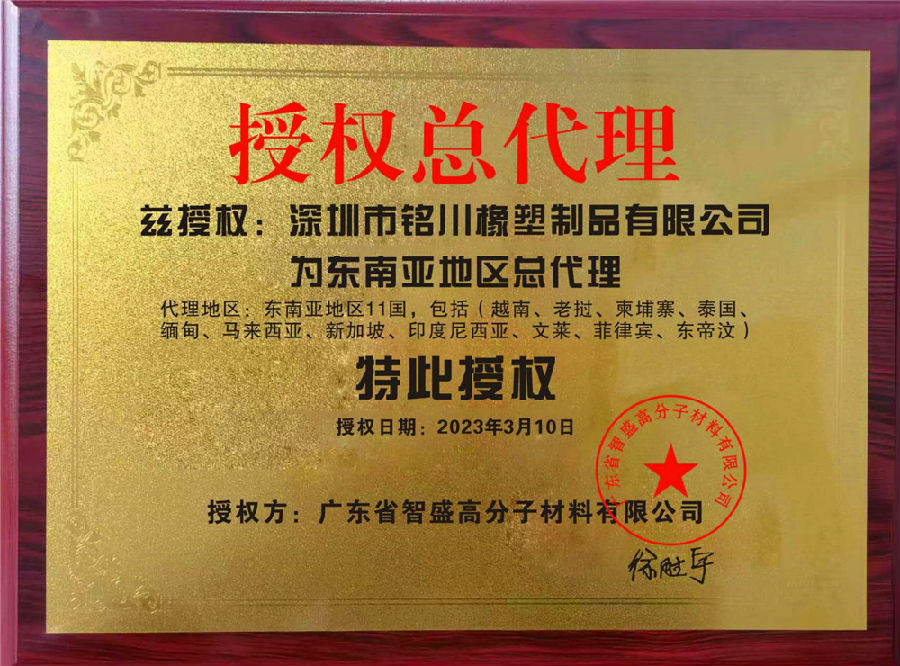 授权总代理
兹授权：深圳市铭川橡塑制品有限公司
为东南亚地区总代理
代理地区：东南亚地区11国，包括（越南、老挝、柬埔寨、泰国、
缅甸、马来西亚、新加坡、印度尼西亚、文莱、菲律宾、东帝汶）
特此授权
授权日期：2023年3月10日
广东省智盛高分子材料有限公司
授权方：广东省智盛高分子材料有限公司